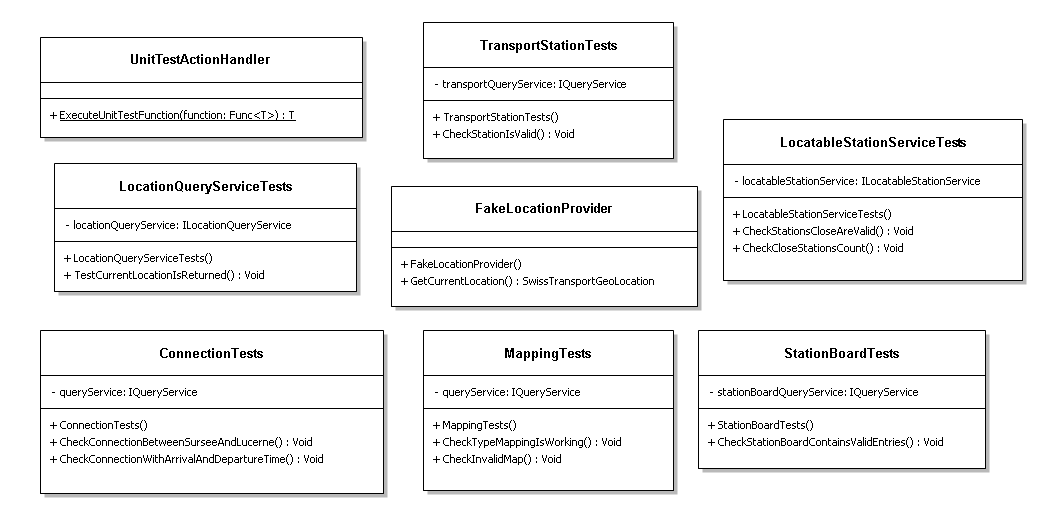 UnitTestActionHandler
+ ExecuteUnitTestFunction(function: Func<T>) : T
TransportStationTests
- transportQueryService: IQueryService
+ TransportStationTests()
+ CheckStationIsValid() : Void
LocatableStationServiceTests
- locatableStationService: ILocatableStationService
+ LocatableStationServiceTests()
+ CheckStationsCloseAreValid() : Void
+ CheckCloseStationsCount() : Void
LocationQueryServiceTests
- locationQueryService: ILocationQueryService
+ LocationQueryServiceTests()
+ TestCurrentLocationIsReturned() : Void
FakeLocationProvider
+ FakeLocationProvider()
+ GetCurrentLocation() : SwissTransportGeoLocation
ConnectionTests
- queryService: IQueryService
+ ConnectionTests()
+ CheckConnectionBetweenSurseeAndLucerne() : Void
+ CheckConnectionWithArrivalAndDepartureTime() : Void
MappingTests
- queryService: IQueryService
+ MappingTests()
+ CheckTypeMappingIsWorking() : Void
+ CheckInvalidMap() : Void
StationBoardTests
- stationBoardQueryService: IQueryService
+ StationBoardTests()
+ CheckStationBoardContainsValidEntries() : Void